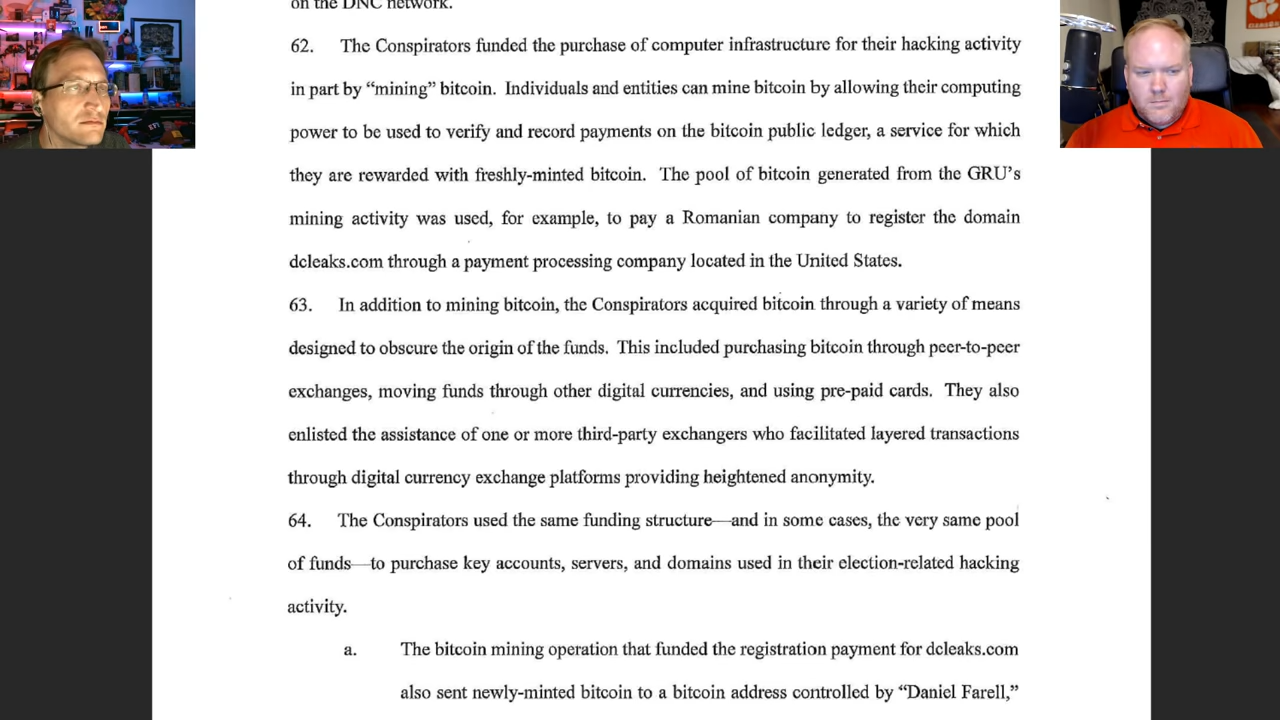 on the DNC network.
62. The Conspirators funded the purchase of computer infrastructure for their hacking activity
in part by “mining” bitcoin. Individuals and entities can mine bitcoin by allowing their computing
power to be used to verify and record payments on the bitcoin public ledger, a service for which
they are rewarded with freshly-minted bitcoin. The pool of bitcoin generated from the GRU’s
mining activity was used, for example, to pay a Romanian company to register the domain
dcleaks.com through a payment processing company located in the United States.
63. In addition to mining bitcoin, the Conspirators acquired bitcoin through a variety of means
designed to obscure the origin of the funds. This included purchasing bitcoin through peer-to-peer
exchanges, moving funds through other digital currencies, and using pre-paid cards. They also
enlisted the assistance of one or more third-party exchangers who facilitated layered transactions
through digital currency exchange platforms providing heightened anonymity.
64. The Conspirators used the same funding structure—and in some cases, the very same pool
of funds—to purchase key accounts, servers, and domains used in their election-related hacking
activity.
a. The bitcoin mining operation that funded the registration payment for dcleaks.com
also sent newly-minted bitcoin to a bitcoin address controlled by “Daniel Farell,”